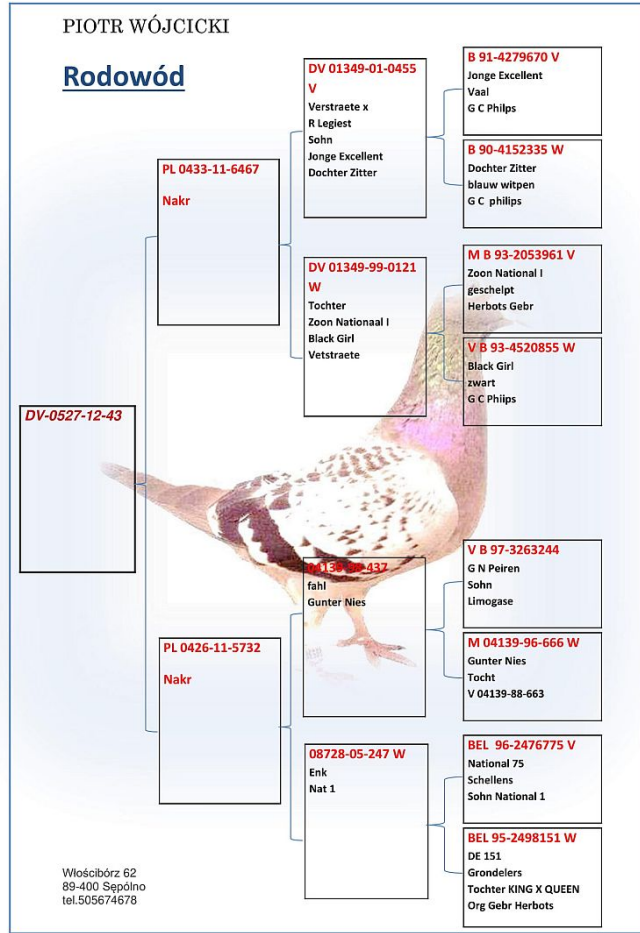 PIOTR WÓJCICKI
Rodowód
DV-0527-12-43
PL 0433-11-6467
Nakr
PL 0426-11-5732
Nakr
DV 01349-01-0455
V
Verstraete x
R Legiest
Sohn
Jonge Excellent
Dochter Zitter
DV 01349-99-0121
W
Tochter
Zoon Nationaal I
Black Girl
Vetstraete
fahl
Gunter Nies
08728-05-247 W
Enk
Nat 1
B 91-4279670 V
Jonge Excellent
Vaal
G C Philps
B 90-4152335 W
Dochter Zitter
blauw witpen
G C philips
M B 93-2053961 V
Zoon National I
geschelpt
Herbots Gebr
V B 93-4520855 W
Black Girl
zwart
G C Phiips
V B 97-3263244
G N Peiren
Sohn
Limogase
M 04139-96-666 W
Gunter Nies
Tocht
V 04139-88-663
BEL 96-2476775 V
National 75
Schellens
Sohn National 1
BEL 95-2498151 W
DE 151
Grondelers
Tochter KING X QUEEN
Org Gebr Herbots
Włościbórz 62
89-400 Sępólno
tel.505674678